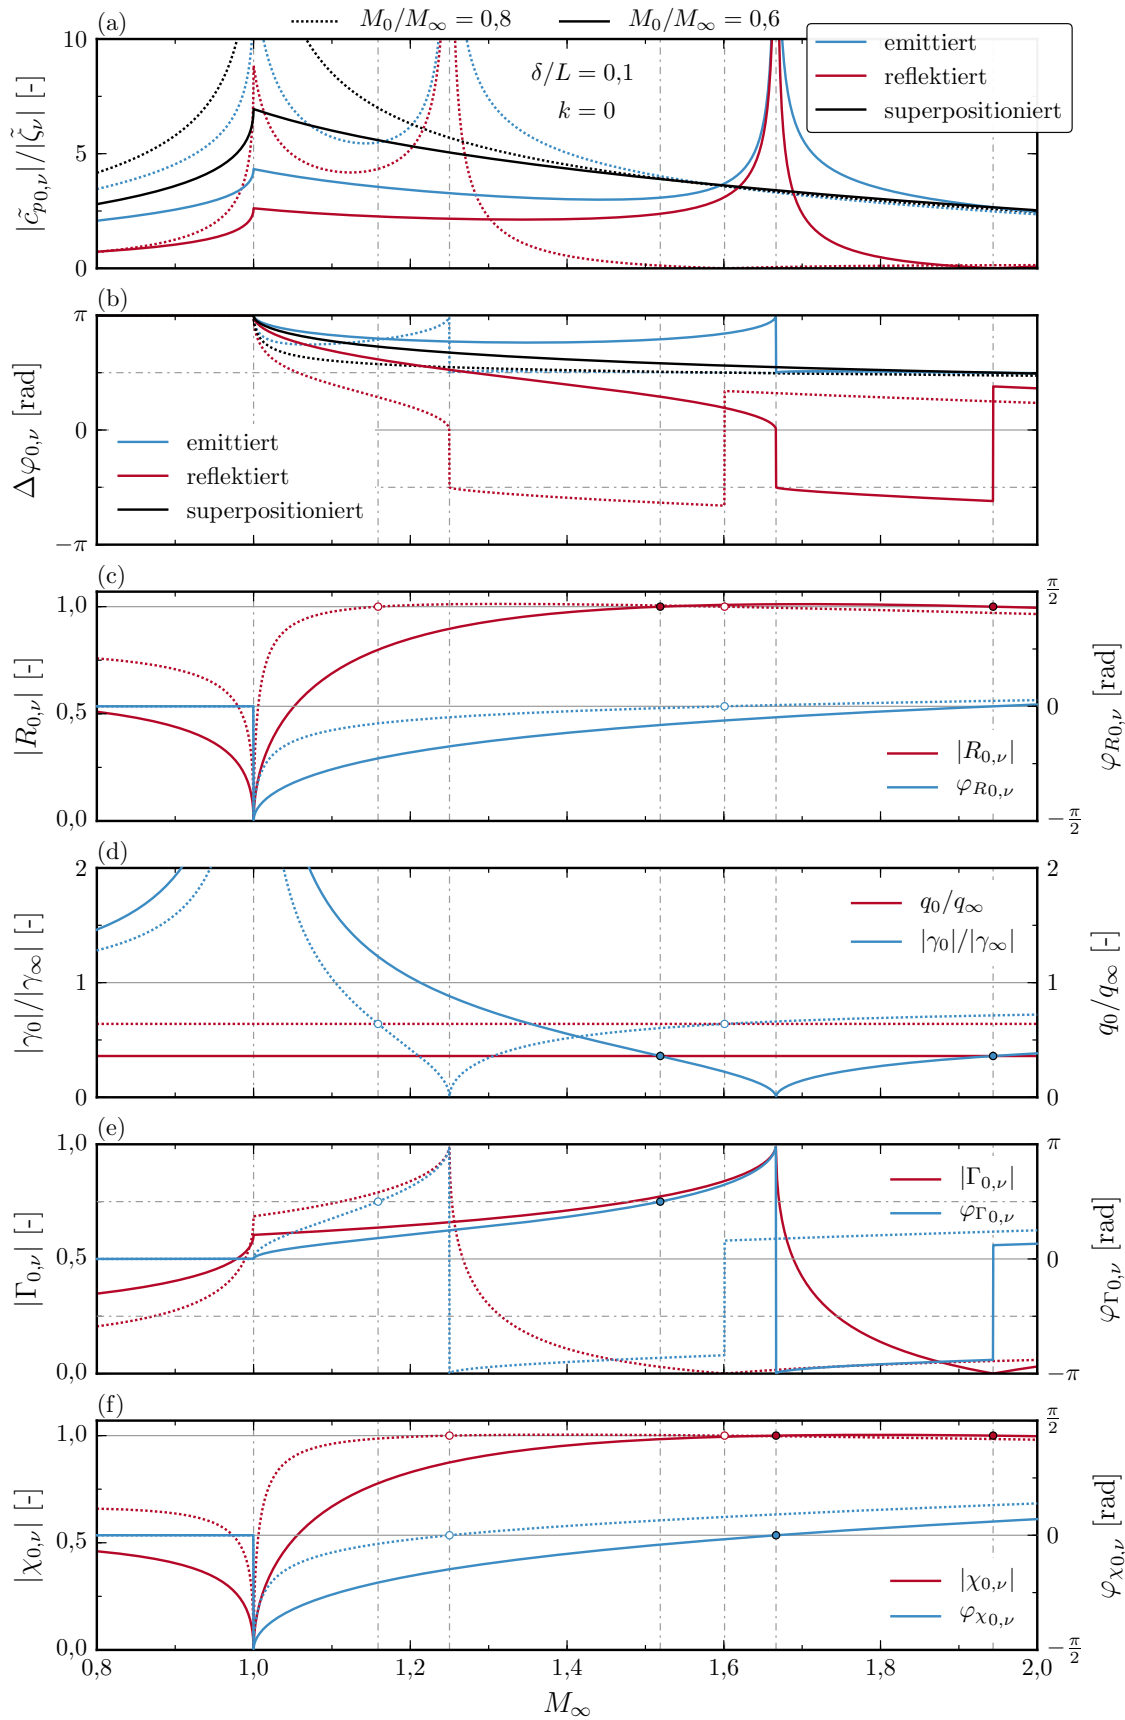 (a)
M₀/M∞ = 0,8
M₀/M∞ = 0,6
|c̃p₀,ν|/|ζ̃ν| [-]
10
5
0
δ/L = 0,1
k = 0
emittiert
reflektiert
superpositioniert
(b)
Δφ₀,ν [rad]
π
0
−π
emittiert
reflektiert
superpositioniert
(c)
|R₀,ν| [-]
1,0
0,5
0,0
π/2
0
−π/2
φR₀,ν [rad]
|R₀,ν|
φR₀,ν
(d)
|γ₀|/|γ∞| [-]
2
1
0
2
1
0
q₀/q∞ [-]
q₀/q∞
|γ₀|/|γ∞|
(e)
|Γ₀,ν| [-]
1,0
0,5
0,0
π
0
−π
φΓ₀,ν [rad]
|Γ₀,ν|
φΓ₀,ν
(f)
|χ₀,ν| [-]
1,0
0,5
0,0
π/2
0
−π/2
φχ₀,ν [rad]
|χ₀,ν|
φχ₀,ν
0,8 1,0 1,2 1,4 1,6 1,8 2,0
M∞